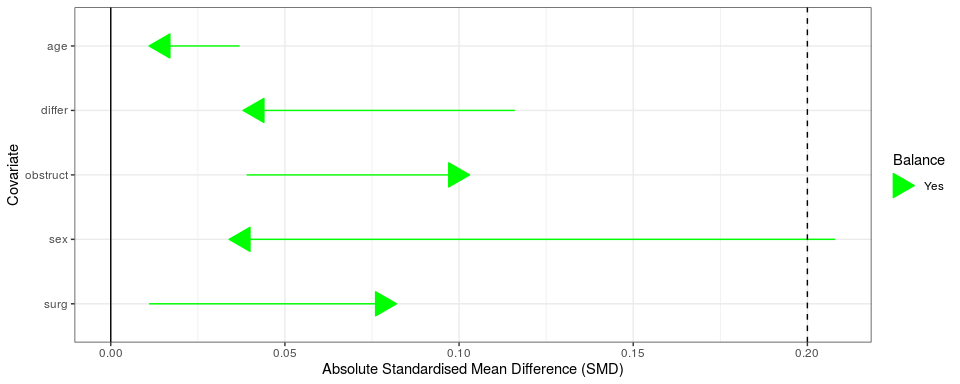 age
differ
obstruct
sex
surg
Covariate
0.00 0.05 0.10 0.15 0.20
Absolute Standardised Mean Difference (SMD)
Balance
Yes